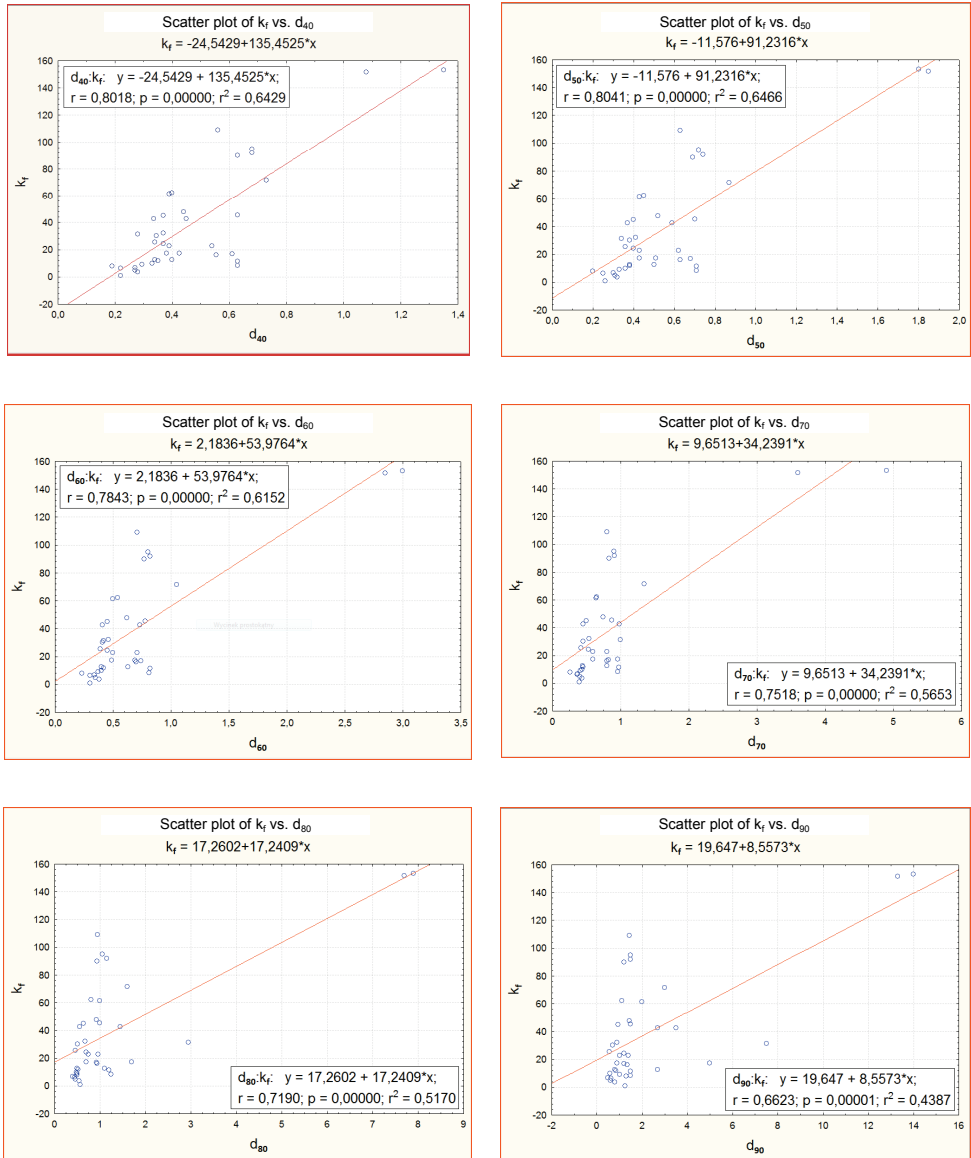 Scatter plot of kf vs. d40
kf = -24,5429+135,4525*x
d40:kf: y = -24,5429 + 135,4525*x;
r = 0,8018; p = 0,00000; r² = 0,6429
160
140
120
100
80
60
40
20
0
-20
kf
0,0 0,2 0,4 0,6 0,8 1,0 1,2 1,4
d40
Scatter plot of kf vs. d50
kf = -11,576+91,2316*x
d50:kf: y = -11,576 + 91,2316*x;
r = 0,8041; p = 0,00000; r² = 0,6466
160
140
120
100
80
60
40
20
0
-20
kf
0,0 0,2 0,4 0,6 0,8 1,0 1,2 1,4 1,6 1,8 2,0
d50
Scatter plot of kf vs. d60
kf = 2,1836+53,9764*x
d60:kf: y = 2,1836 + 53,9764*x;
r = 0,7843; p = 0,00000; r² = 0,6152
160
140
120
100
80
60
40
20
0
-20
kf
0,0 0,5 1,0 1,5 2,0 2,5 3,0 3,5
d60
Scatter plot of kf vs. d70
kf = 9,6513+34,2391*x
160
140
120
100
80
60
40
20
0
-20
kf
d70:kf: y = 9,6513 + 34,2391*x;
r = 0,7518; p = 0,00000; r² = 0,5653
0 1 2 3 4 5 6
d70
Scatter plot of kf vs. d80
kf = 17,2602+17,2409*x
160
140
120
100
80
60
40
20
0
-20
kf
d80:kf: y = 17,2602 + 17,2409*x;
r = 0,7190; p = 0,00000; r² = 0,5170
0 1 2 3 4 5 6 7 8 9
d80
Scatter plot of kf vs. d90
kf = 19,647+8,5573*x
160
140
120
100
80
60
40
20
0
-20
kf
d90:kf: y = 19,647 + 8,5573*x;
r = 0,6623; p = 0,00001; r² = 0,4387
-2 0 2 4 6 8 10 12 14 16
d90